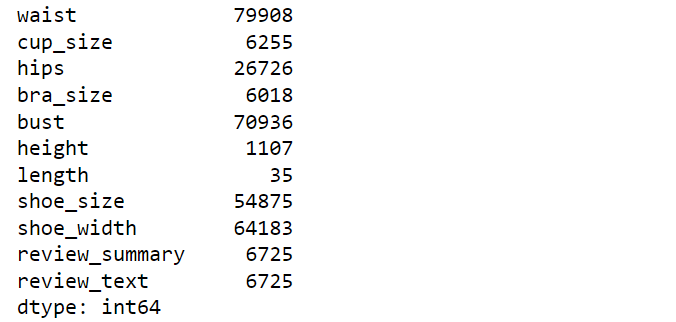 waist 79908
cup_size 6255
hips 26726
bra_size 6018
bust 70936
height 1107
length 35
shoe_size 54875
shoe_width 64183
review_summary 6725
review_text 6725
dtype: int64